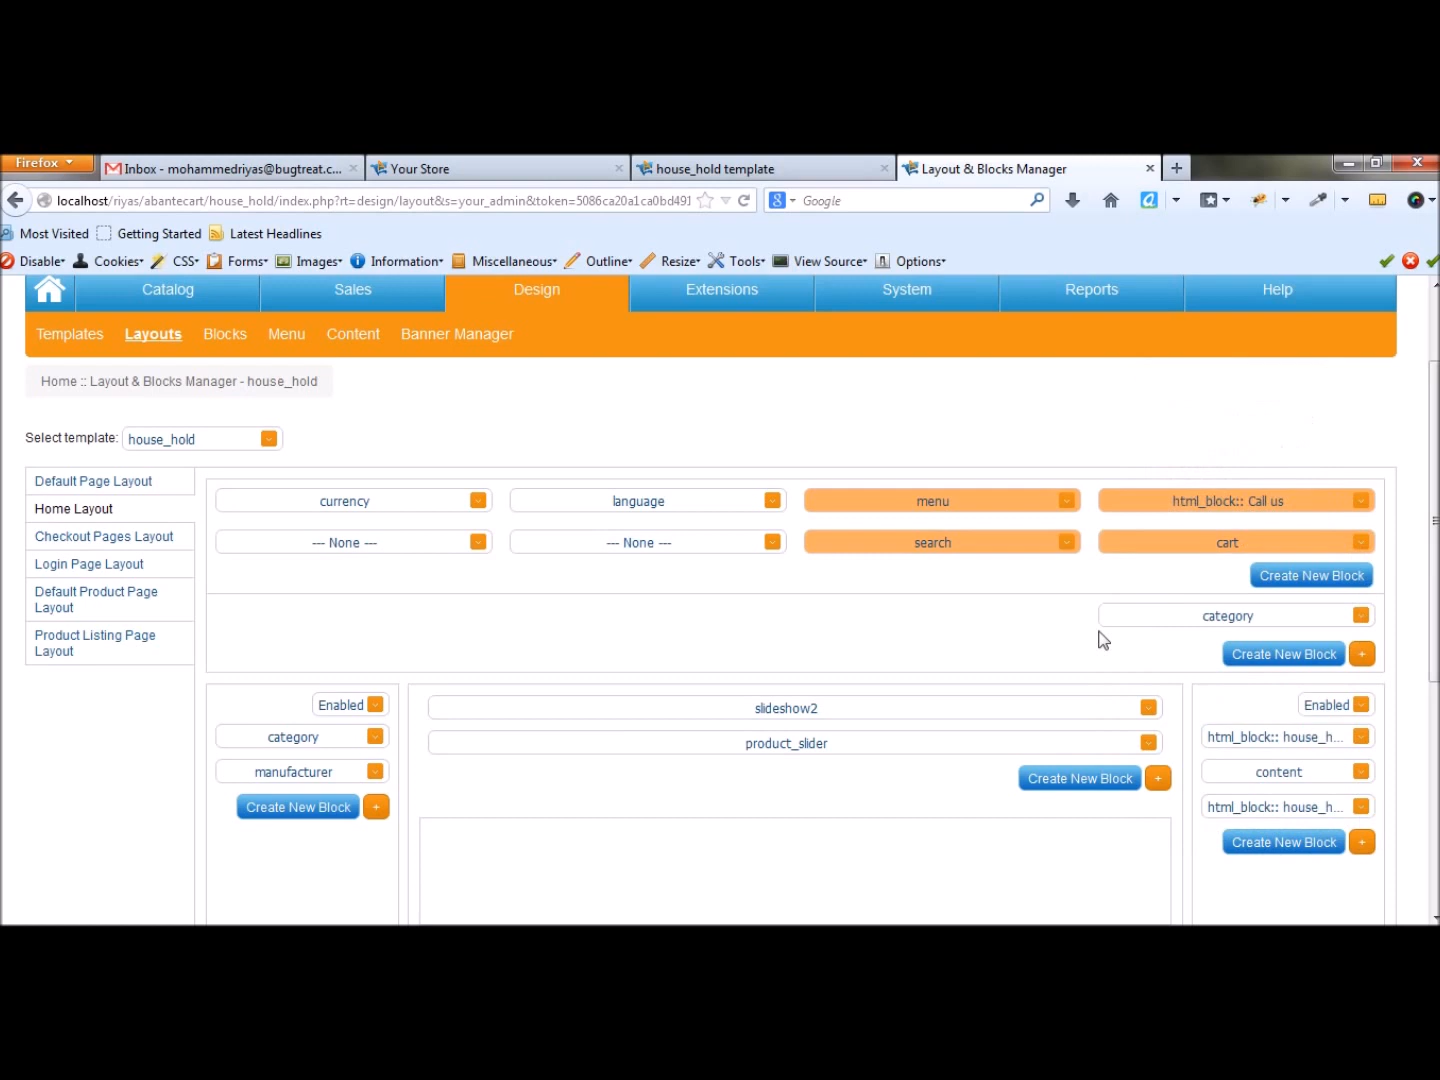 Firefox
Inbox - mohammedriyas@bugtreat.c...
Your Store
house_hold template
Layout & Blocks Manager
localhost/riyas/abantecart/house_hold/index.php?rt=design/layout&s=your_admin&token=5086ca20a1ca0bd491
Google
Most Visited
Getting Started
Latest Headlines
Disable
Cookies
CSS
Forms
Images
Information
Miscellaneous
Outline
Resize
Tools
View Source
Options
Catalog
Sales
Design
Extensions
System
Reports
Help
Templates
Layouts
Blocks
Menu
Content
Banner Manager
Home :: Layout & Blocks Manager - house_hold
Select template:
house_hold
Default Page Layout
Home Layout
Checkout Pages Layout
Login Page Layout
Default Product Page
Layout
Product Listing Page
Layout
currency
language
menu
html_block:: Call us
--- None ---
--- None ---
search
cart
Create New Block
category
Create New Block
+
Enabled
category
manufacturer
Create New Block
+
slideshow2
product_slider
Create New Block
+
Enabled
html_block:: house_h...
content
html_block:: house_h...
Create New Block
+